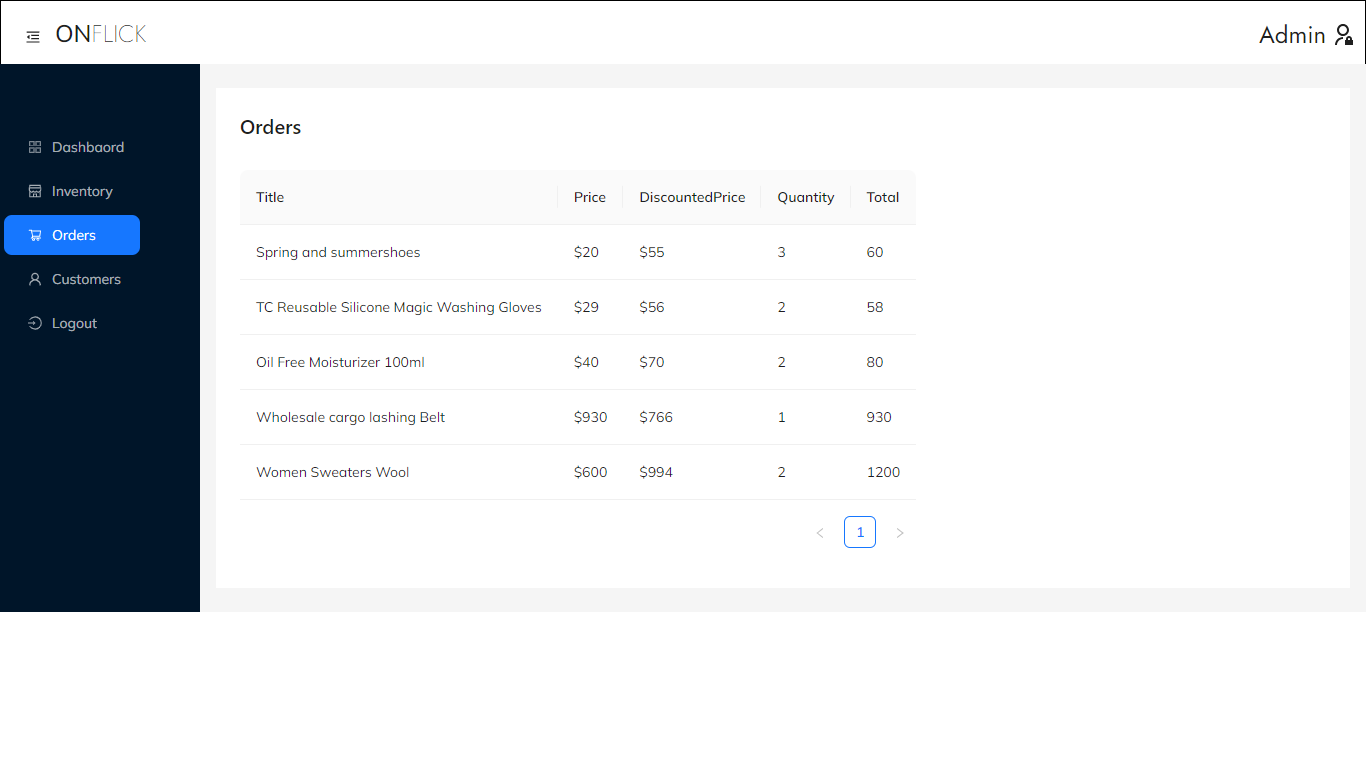 ONFLICK
Admin
Dashbaord
Inventory
Orders
Customers
Logout
Orders
Title Price DiscountedPrice Quantity Total
Spring and summershoes $20 $55 3 60
TC Reusable Silicone Magic Washing Gloves $29 $56 2 58
Oil Free Moisturizer 100ml $40 $70 2 80
Wholesale cargo lashing Belt $930 $766 1 930
Women Sweaters Wool $600 $994 2 1200
1